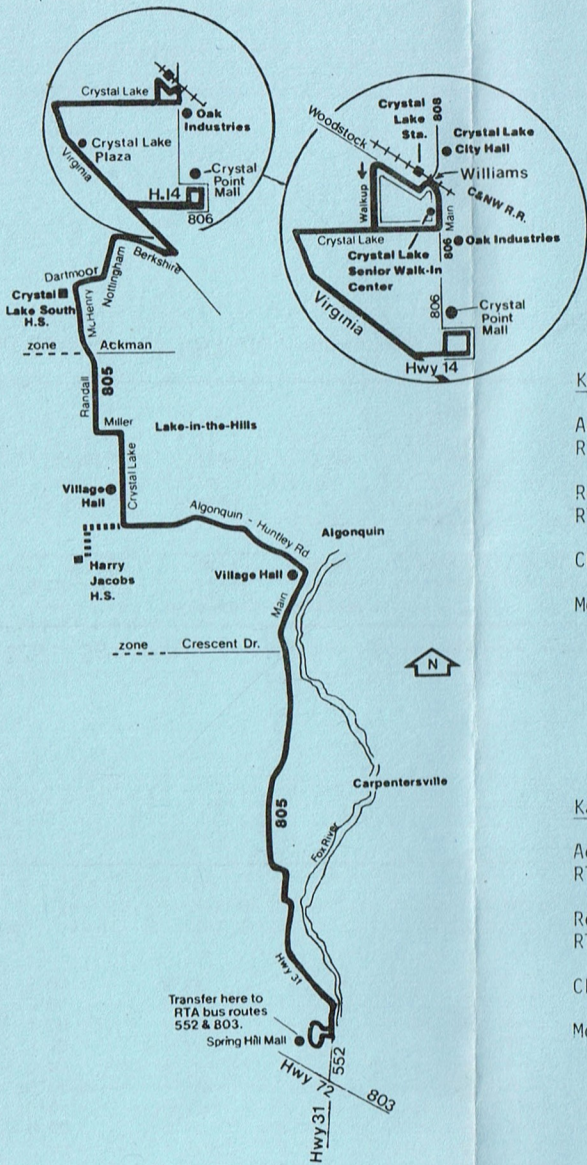 Crystal Lake
Oak
Industries
Crystal Lake
Plaza
Virginia
Crystal
Point
Mall
H.14
806
Woodstock
Crystal
Lake
Sta.
808
Crystal Lake
City Hall
Williams
C&NW R.R.
Walkup
Crystal Lake
Main
806
Oak Industries
Crystal Lake
Senior Walk-In
Center
Virginia
806
Crystal
Point
Mall
Hwy 14
Berkshire
Nottingham
Dartmoor
Crystal
Lake South
H.S.
McHenry
zone
Ackman
Randall
805
Miller
Lake-in-the-Hills
Crystal Lake
Village
Hall
Harry
Jacobs
H.S.
Algonquin - Huntley Rd
Algonquin
Village Hall
Main
zone
Crescent Dr.
N
Carpentersville
805
Fox River
Hwy 31
Transfer here to
RTA bus routes
552 & 803.
Spring Hill Mall
552
Hwy 72
803
Hwy 31